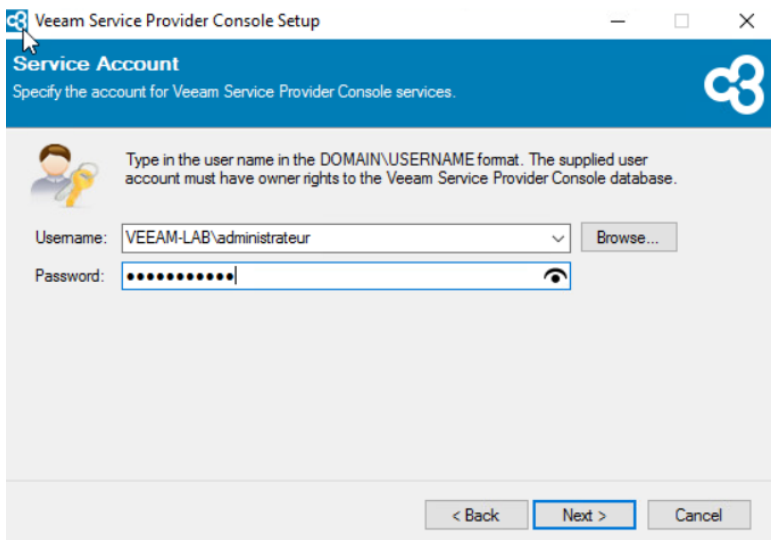 Veeam Service Provider Console Setup
Service Account
Specify the account for Veeam Service Provider Console services.
Type in the user name in the DOMAIN\USERNAME format. The supplied user
account must have owner rights to the Veeam Service Provider Console database.
Username: VEEAM-LAB\administrateur Browse...
Password: •••••••••••
< Back Next > Cancel